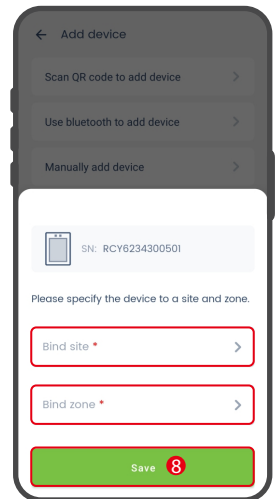 Add device
Scan QR code to add device
Use bluetooth to add device
Manually add device
SN: RCY6234300501
Please specify the device to a site and zone.
Bind site *
Bind zone *
Save 8